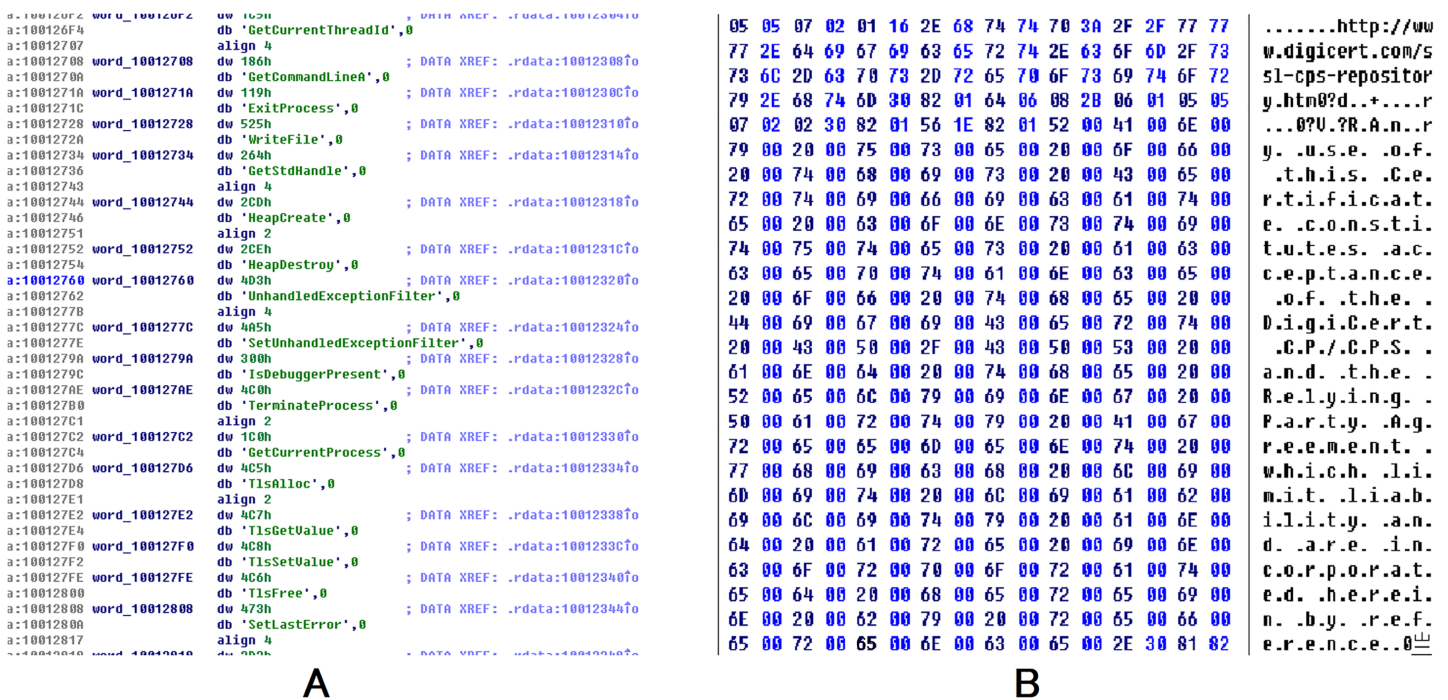 a:100126F4 db 'GetCurrentThreadId',0
a:10012707 align 4
a:10012708 word_10012708 dw 186h ; DATA XREF: .rdata:10012308↑o
a:1001270A db 'GetCommandLineA',0
a:1001271A word_1001271A dw 119h ; DATA XREF: .rdata:1001230C↑o
a:1001271C db 'ExitProcess',0
a:10012728 word_10012728 dw 525h ; DATA XREF: .rdata:10012310↑o
a:1001272A db 'WriteFile',0
a:10012734 word_10012734 dw 264h ; DATA XREF: .rdata:10012314↑o
a:10012736 db 'GetStdHandle',0
a:10012743 align 4
a:10012744 word_10012744 dw 2CDh ; DATA XREF: .rdata:10012318↑o
a:10012746 db 'HeapCreate',0
a:10012751 align 2
a:10012752 word_10012752 dw 2CEh ; DATA XREF: .rdata:1001231C↑o
a:10012754 db 'HeapDestroy',0
a:10012760 word_10012760 dw 4D3h ; DATA XREF: .rdata:10012320↑o
a:10012762 db 'UnhandledExceptionFilter',0
a:1001277B align 4
a:1001277C word_1001277C dw 4A5h ; DATA XREF: .rdata:10012324↑o
a:1001277E db 'SetUnhandledExceptionFilter',0
a:1001279A word_1001279A dw 300h ; DATA XREF: .rdata:10012328↑o
a:1001279C db 'IsDebuggerPresent',0
a:100127AE word_100127AE dw 4C0h ; DATA XREF: .rdata:1001232C↑o
a:100127B0 db 'TerminateProcess',0
a:100127C1 align 2
a:100127C2 word_100127C2 dw 1C0h ; DATA XREF: .rdata:10012330↑o
a:100127C4 db 'GetCurrentProcess',0
a:100127D6 word_100127D6 dw 4C5h ; DATA XREF: .rdata:10012334↑o
a:100127D8 db 'TlsAlloc',0
a:100127E1 align 2
a:100127E2 word_100127E2 dw 4C7h ; DATA XREF: .rdata:10012338↑o
a:100127E4 db 'TlsGetValue',0
a:100127F0 word_100127F0 dw 4C8h ; DATA XREF: .rdata:1001233C↑o
a:100127F2 db 'TlsSetValue',0
a:100127FE word_100127FE dw 4C6h ; DATA XREF: .rdata:10012340↑o
a:10012800 db 'TlsFree',0
a:10012808 word_10012808 dw 473h ; DATA XREF: .rdata:10012344↑o
a:1001280A db 'SetLastError',0
a:10012817 align 4
A
05 05 07 02 01 16 2E 68 74 74 70 3A 2F 2F 77 77 .......http://ww
77 2E 64 69 67 69 63 65 72 74 2E 63 6F 6D 2F 73 w.digicert.com/s
73 6C 2D 63 70 73 2D 72 65 70 6F 73 69 74 6F 72 sl-cps-repositor
79 2E 68 74 6D 30 82 01 64 06 08 2B 06 01 05 05 y.htm0?d..+....r
07 02 02 30 82 01 56 1E 82 01 52 00 41 00 6E 00 ...0?V.?R.A.n..r
79 00 20 00 75 00 73 00 65 00 20 00 6F 00 66 00 y. .u.s.e. .o.f.
20 00 74 00 68 00 69 00 73 00 20 00 43 00 65 00 .t.h.i.s. .C.e.
72 00 74 00 69 00 66 00 69 00 63 00 61 00 74 00 r.t.i.f.i.c.a.t.
65 00 20 00 63 00 6F 00 6E 00 73 00 74 00 69 00 e. .c.o.n.s.t.i.
74 00 75 00 74 00 65 00 73 00 20 00 61 00 63 00 t.u.t.e.s. .a.c.
63 00 65 00 70 00 74 00 61 00 6E 00 63 00 65 00 c.e.p.t.a.n.c.e.
20 00 6F 00 66 00 20 00 74 00 68 00 65 00 20 00 .o.f. .t.h.e. .
44 00 69 00 67 00 69 00 43 00 65 00 72 00 74 00 D.i.g.i.C.e.r.t.
20 00 43 00 50 00 2F 00 43 00 50 00 53 00 20 00 .C.P./.C.P.S. .
61 00 6E 00 64 00 20 00 74 00 68 00 65 00 20 00 a.n.d. .t.h.e. .
52 00 65 00 6C 00 79 00 69 00 6E 00 67 00 20 00 R.e.l.y.i.n.g. .
50 00 61 00 72 00 74 00 79 00 20 00 41 00 67 00 P.a.r.t.y. .A.g.
72 00 65 00 65 00 6D 00 65 00 6E 00 74 00 20 00 r.e.e.m.e.n.t. .
77 00 68 00 69 00 63 00 68 00 20 00 6C 00 69 00 w.h.i.c.h. .l.i.
6D 00 69 00 74 00 20 00 6C 00 69 00 61 00 62 00 m.i.t. .l.i.a.b.
69 00 6C 00 69 00 74 00 79 00 20 00 61 00 6E 00 i.l.i.t.y. .a.n.
64 00 20 00 61 00 72 00 65 00 20 00 69 00 6E 00 d. .a.r.e. .i.n.
63 00 6F 00 72 00 70 00 6F 00 72 00 61 00 74 00 c.o.r.p.o.r.a.t.
65 00 64 00 20 00 68 00 65 00 72 00 65 00 69 00 e.d. .h.e.r.e.i.
6E 00 20 00 62 00 79 00 20 00 72 00 65 00 66 00 n. .b.y. .r.e.f.
65 00 72 00 65 00 6E 00 63 00 65 00 2E 30 81 82 e.r.e.n.c.e..0
B